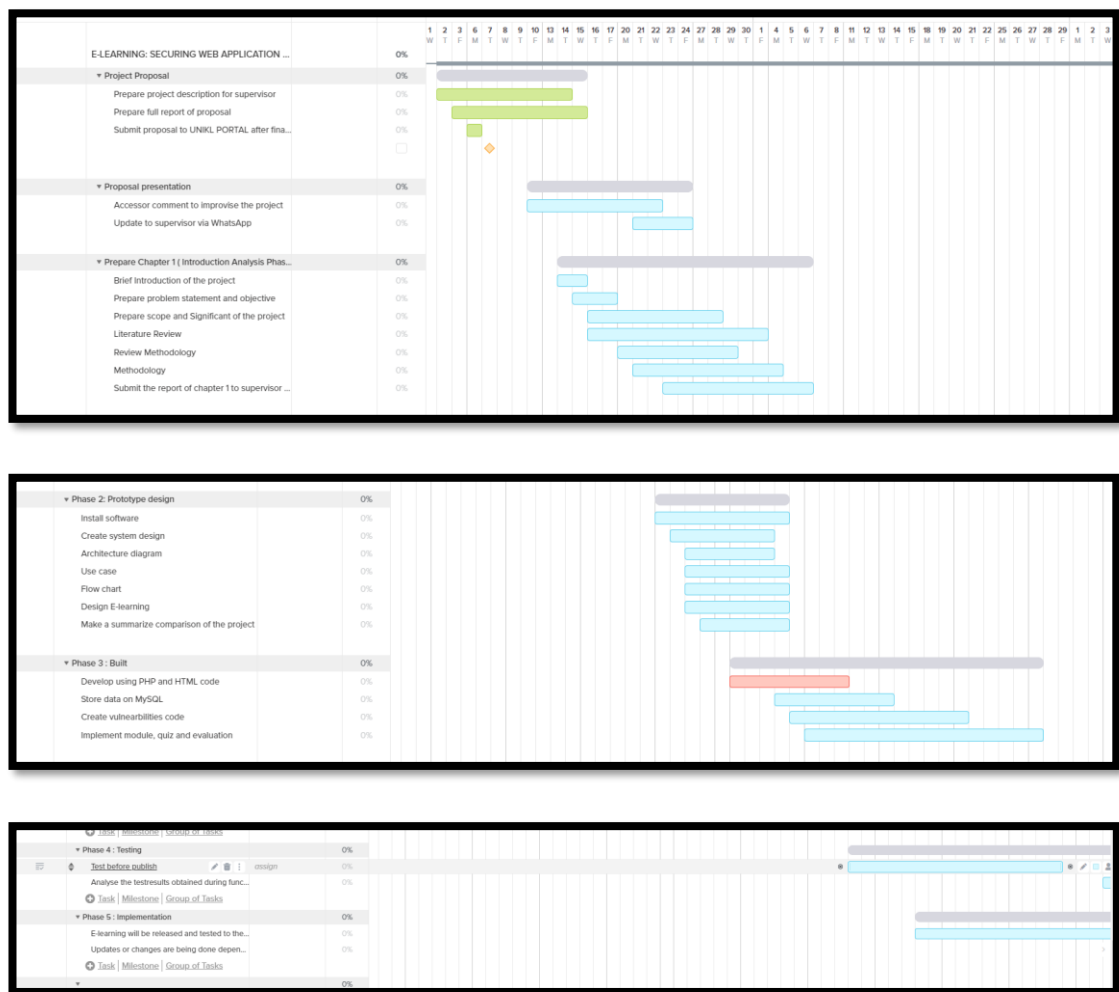 1 2 3 6 7 8 9 10 13 14 15 16 17 20 21 22 23 24 27 28 29 30 1 4 5 6 7 8 11 12 13 14 15 18 19 20 21 22 25 26 27 28 29 1 2 3
W T F M T W T F M T W T F M T W T F M T W T F M T W T F M T W T F M T W T F M T W T F M T W
E-LEARNING: SECURING WEB APPLICATION ... 0%
Project Proposal 0%
Prepare project description for supervisor 0%
Prepare full report of proposal 0%
Submit proposal to UNIKL PORTAL after fina... 0%
Proposal presentation 0%
Accessor comment to improvise the project 0%
Update to supervisor via WhatsApp 0%
Prepare Chapter 1 ( Introduction Analysis Phas... 0%
Brief Introduction of the project 0%
Prepare problem statement and objective 0%
Prepare scope and Significant of the project 0%
Literature Review 0%
Review Methodology 0%
Methodology 0%
Submit the report of chapter 1 to supervisor ... 0%
Phase 2: Prototype design 0%
Install software 0%
Create system design 0%
Architecture diagram 0%
Use case 0%
Flow chart 0%
Design E-learning 0%
Make a summarize comparison of the project 0%
Phase 3 : Built 0%
Develop using PHP and HTML code 0%
Store data on MySQL 0%
Create vulnearbilities code 0%
Implement module, quiz and evaluation 0%
Task | Milestone | Group of Tasks
Phase 4 : Testing 0%
Test before publish assign 0%
Analyse the testresults obtained during func... 0%
Task | Milestone | Group of Tasks
Phase 5 : Implementation 0%
E-learning will be released and tested to the... 0%
Updates or changes are being done depen... 0%
Task | Milestone | Group of Tasks
0%